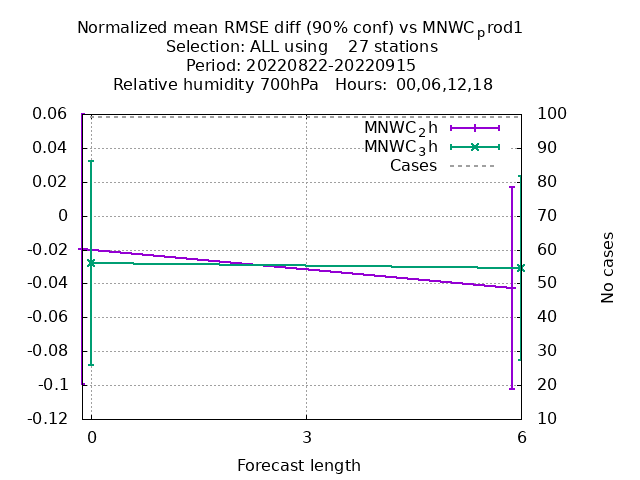 Normalized mean RMSE diff (90% conf) vs MNWCprod1
Selection: ALL using 27 stations
Period: 20220822-20220915
Relative humidity 700hPa Hours: 00,06,12,18
0.06
0.04
0.02
0
-0.02
-0.04
-0.06
-0.08
-0.1
-0.12
MNWC2h
MNWC3h
Cases
100
90
80
70
60
50
40
30
20
10
No cases
0 3 6
Forecast length